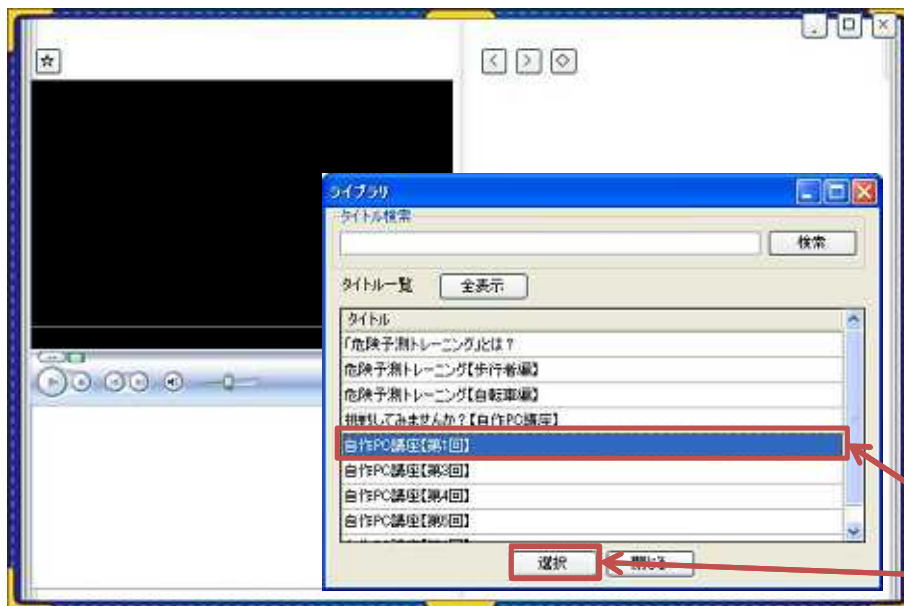 ライブラリ
タイトル検索
検索
タイトル一覧
全表示
タイトル
「危険予測トレーニング」とは？
危険予測トレーニング【歩行者編】
危険予測トレーニング【自転車編】
挑戦してみませんか？【自作PC講座】
自作PC講座【第1回】
自作PC講座【第3回】
自作PC講座【第4回】
自作PC講座【第5回】
選択
閉じる